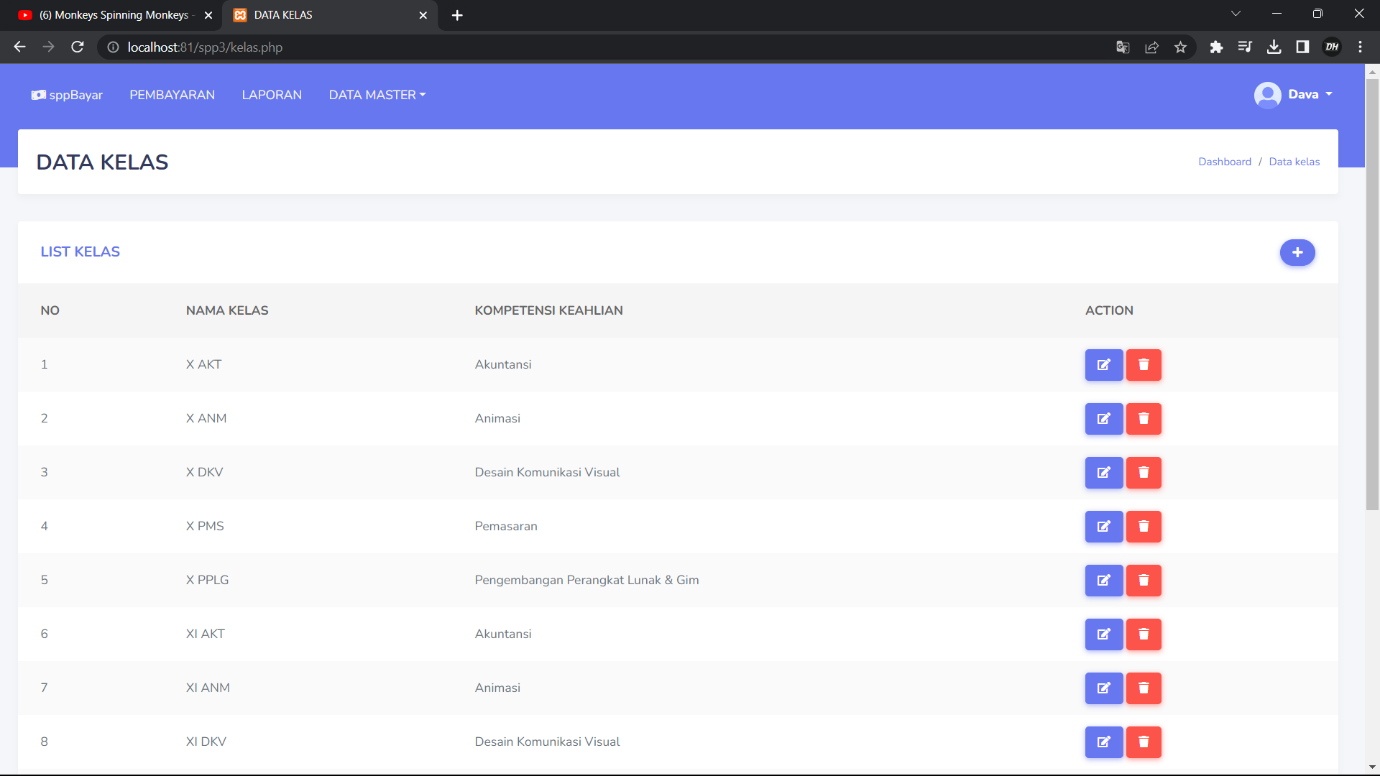 (6) Monkeys Spinning Monkeys -
DATA KELAS
localhost:81/spp3/kelas.php
DH
sppBayar PEMBAYARAN LAPORAN DATA MASTER Dava
DATA KELAS
Dashboard / Data kelas
LIST KELAS
NO NAMA KELAS KOMPETENSI KEAHLIAN ACTION
1 X AKT Akuntansi
2 X ANM Animasi
3 X DKV Desain Komunikasi Visual
4 X PMS Pemasaran
5 X PPLG Pengembangan Perangkat Lunak & Gim
6 XI AKT Akuntansi
7 XI ANM Animasi
8 XI DKV Desain Komunikasi Visual